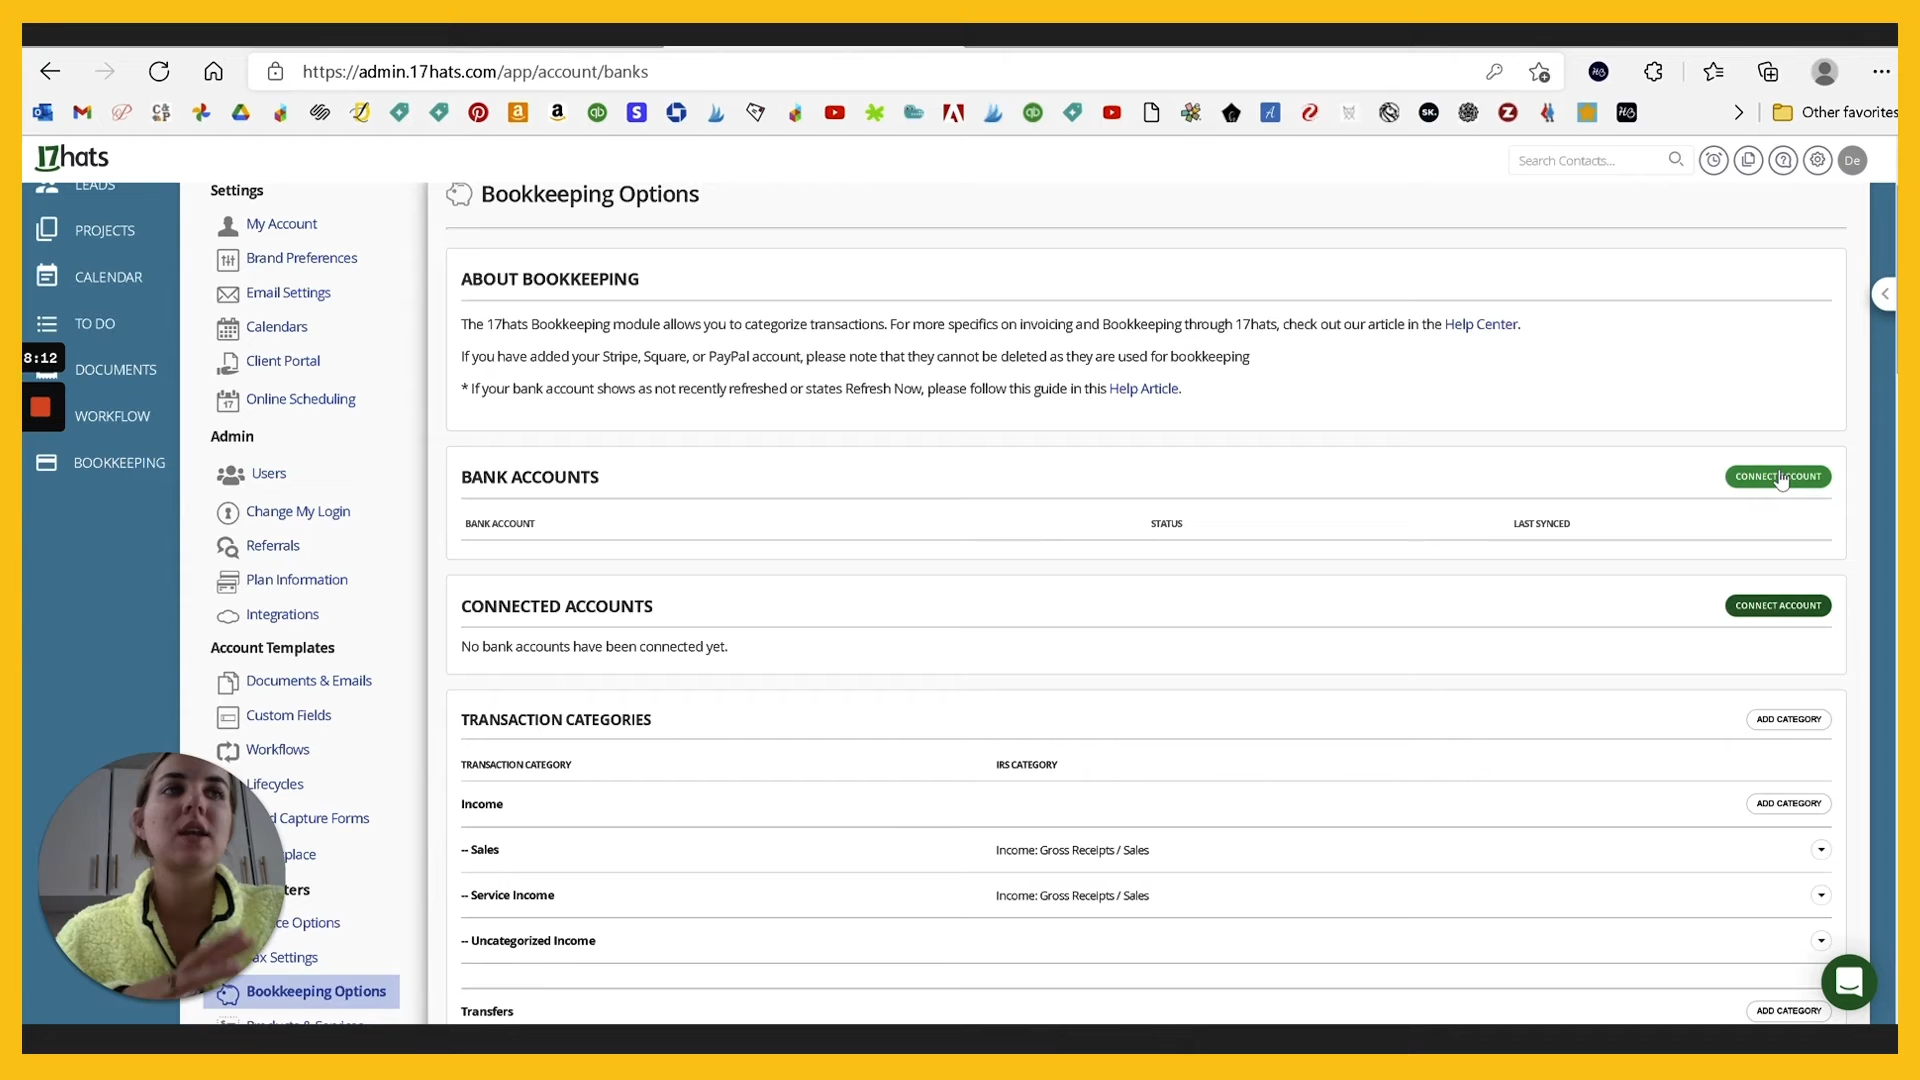 https://admin.17hats.com/app/account/banks
Other favorites
17hats
Search Contacts...
De
LEADS
PROJECTS
CALENDAR
TO DO
8:12
DOCUMENTS
WORKFLOW
BOOKKEEPING
Settings
My Account
Brand Preferences
Email Settings
Calendars
Client Portal
Online Scheduling
Admin
Users
Change My Login
Referrals
Plan Information
Integrations
Account Templates
Documents & Emails
Custom Fields
Workflows
Lifecycles
Capture Forms
Options
Settings
Bookkeeping Options
Bookkeeping Options
ABOUT BOOKKEEPING
The 17hats Bookkeeping module allows you to categorize transactions. For more specifics on invoicing and Bookkeeping through 17hats, check out our article in the Help Center.
If you have added your Stripe, Square, or PayPal account, please note that they cannot be deleted as they are used for bookkeeping
* If your bank account shows as not recently refreshed or states Refresh Now, please follow this guide in this Help Article.
BANK ACCOUNTS
CONNECT ACCOUNT
BANK ACCOUNT
STATUS
LAST SYNCED
CONNECTED ACCOUNTS
CONNECT ACCOUNT
No bank accounts have been connected yet.
TRANSACTION CATEGORIES
ADD CATEGORY
TRANSACTION CATEGORY
IRS CATEGORY
Income
ADD CATEGORY
-- Sales
Income: Gross Receipts / Sales
-- Service Income
Income: Gross Receipts / Sales
-- Uncategorized Income
Transfers
ADD CATEGORY